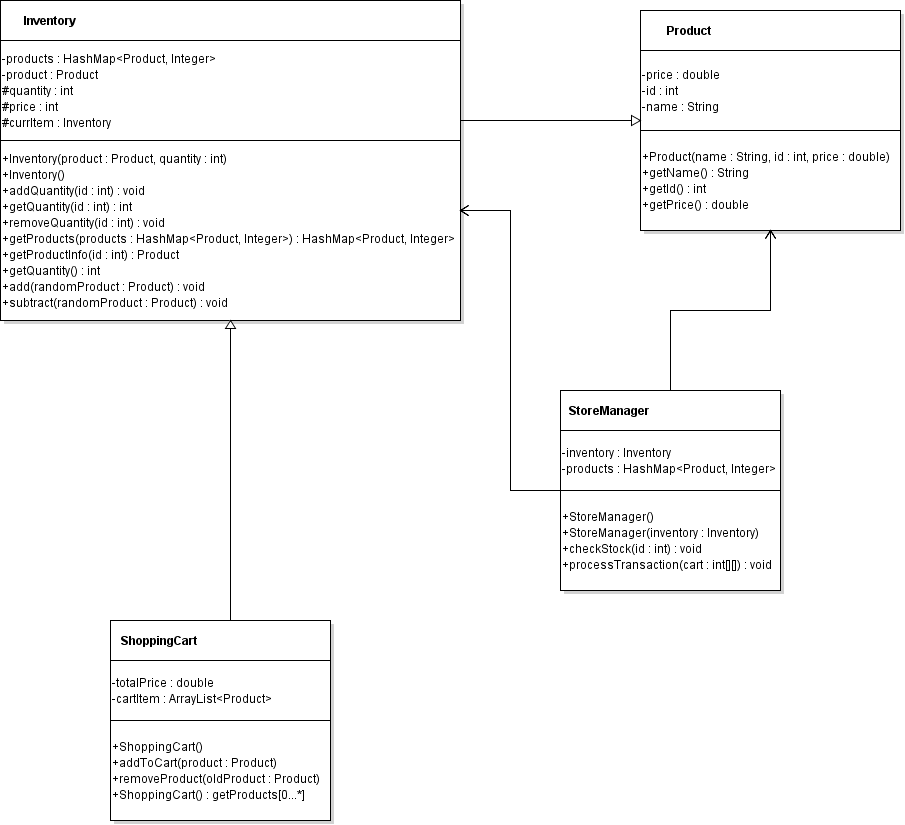 Inventory
-products : HashMap<Product, Integer>
-product : Product
#quantity : int
#price : int
#currItem : Inventory
+Inventory(product : Product, quantity : int)
+Inventory()
+addQuantity(id : int) : void
+getQuantity(id : int) : int
+removeQuantity(id : int) : void
+getProducts(products : HashMap<Product, Integer>) : HashMap<Product, Integer>
+getProductInfo(id : int) : Product
+getQuantity() : int
+add(randomProduct : Product) : void
+subtract(randomProduct : Product) : void
Product
-price : double
-id : int
-name : String
+Product(name : String, id : int, price : double)
+getName() : String
+getId() : int
+getPrice() : double
StoreManager
-inventory : Inventory
-products : HashMap<Product, Integer>
+StoreManager()
+StoreManager(inventory : Inventory)
+checkStock(id : int) : void
+processTransaction(cart : int[][]) : void
ShoppingCart
-totalPrice : double
-cartItem : ArrayList<Product>
+ShoppingCart()
+addToCart(product : Product)
+removeProduct(oldProduct : Product)
+ShoppingCart() : getProducts[0...*]